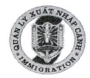 QUẢN LÝ XUẤT NHẬP CẢNH
IMMIGRATION